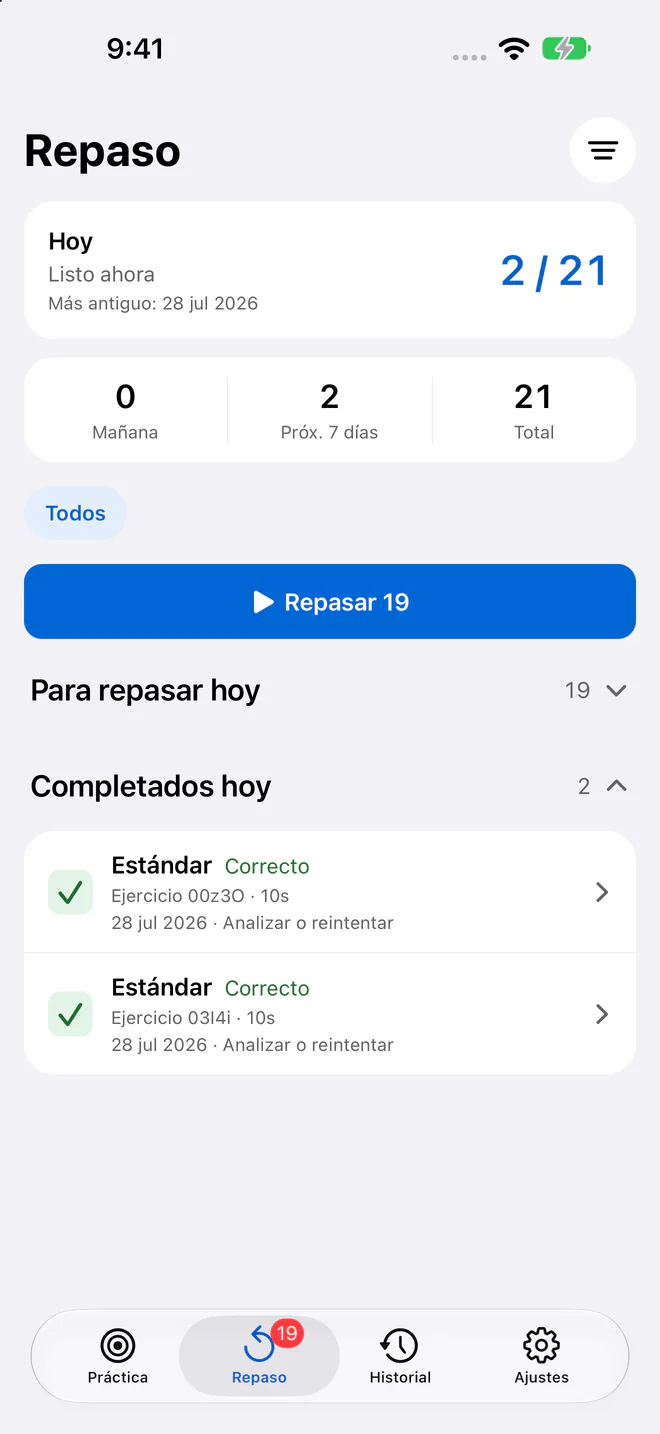 9:41
Repaso
Hoy
Listo ahora
Más antiguo: 28 jul 2026
2 / 21
0
Mañana
2
Próx. 7 días
21
Total
Todos
Repasar 19
Para repasar hoy
19
Completados hoy
2
Estándar Correcto
Ejercicio 00z3O · 10s
28 jul 2026 · Analizar o reintentar
Estándar Correcto
Ejercicio 03I4i · 10s
28 jul 2026 · Analizar o reintentar
19
Práctica
Repaso
Historial
Ajustes